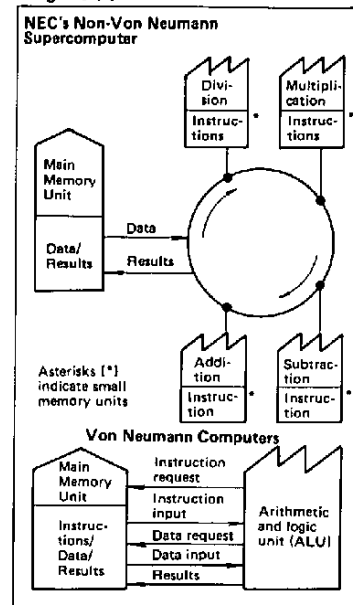 NEC's Non-Von Neumann
Supercomputer
Divi-
sion
Instruc-
tions
*
Multipli-
cation
Instruc-
tions
*
Main
Memory
Unit
Data/
Results
Data
Results
Asterisks (*)
indicate small
memory units
Addi-
tion
Instruc-
tion
*
Subtrac-
tion
Instruc-
tion
*
Von Neumann Computers
Main
Memory
Unit
Instruc-
tions/
Data/
Results
Instruction
request
Instruction
input
Data request
Data input
Results
Arithmetic
and logic
unit (ALU)